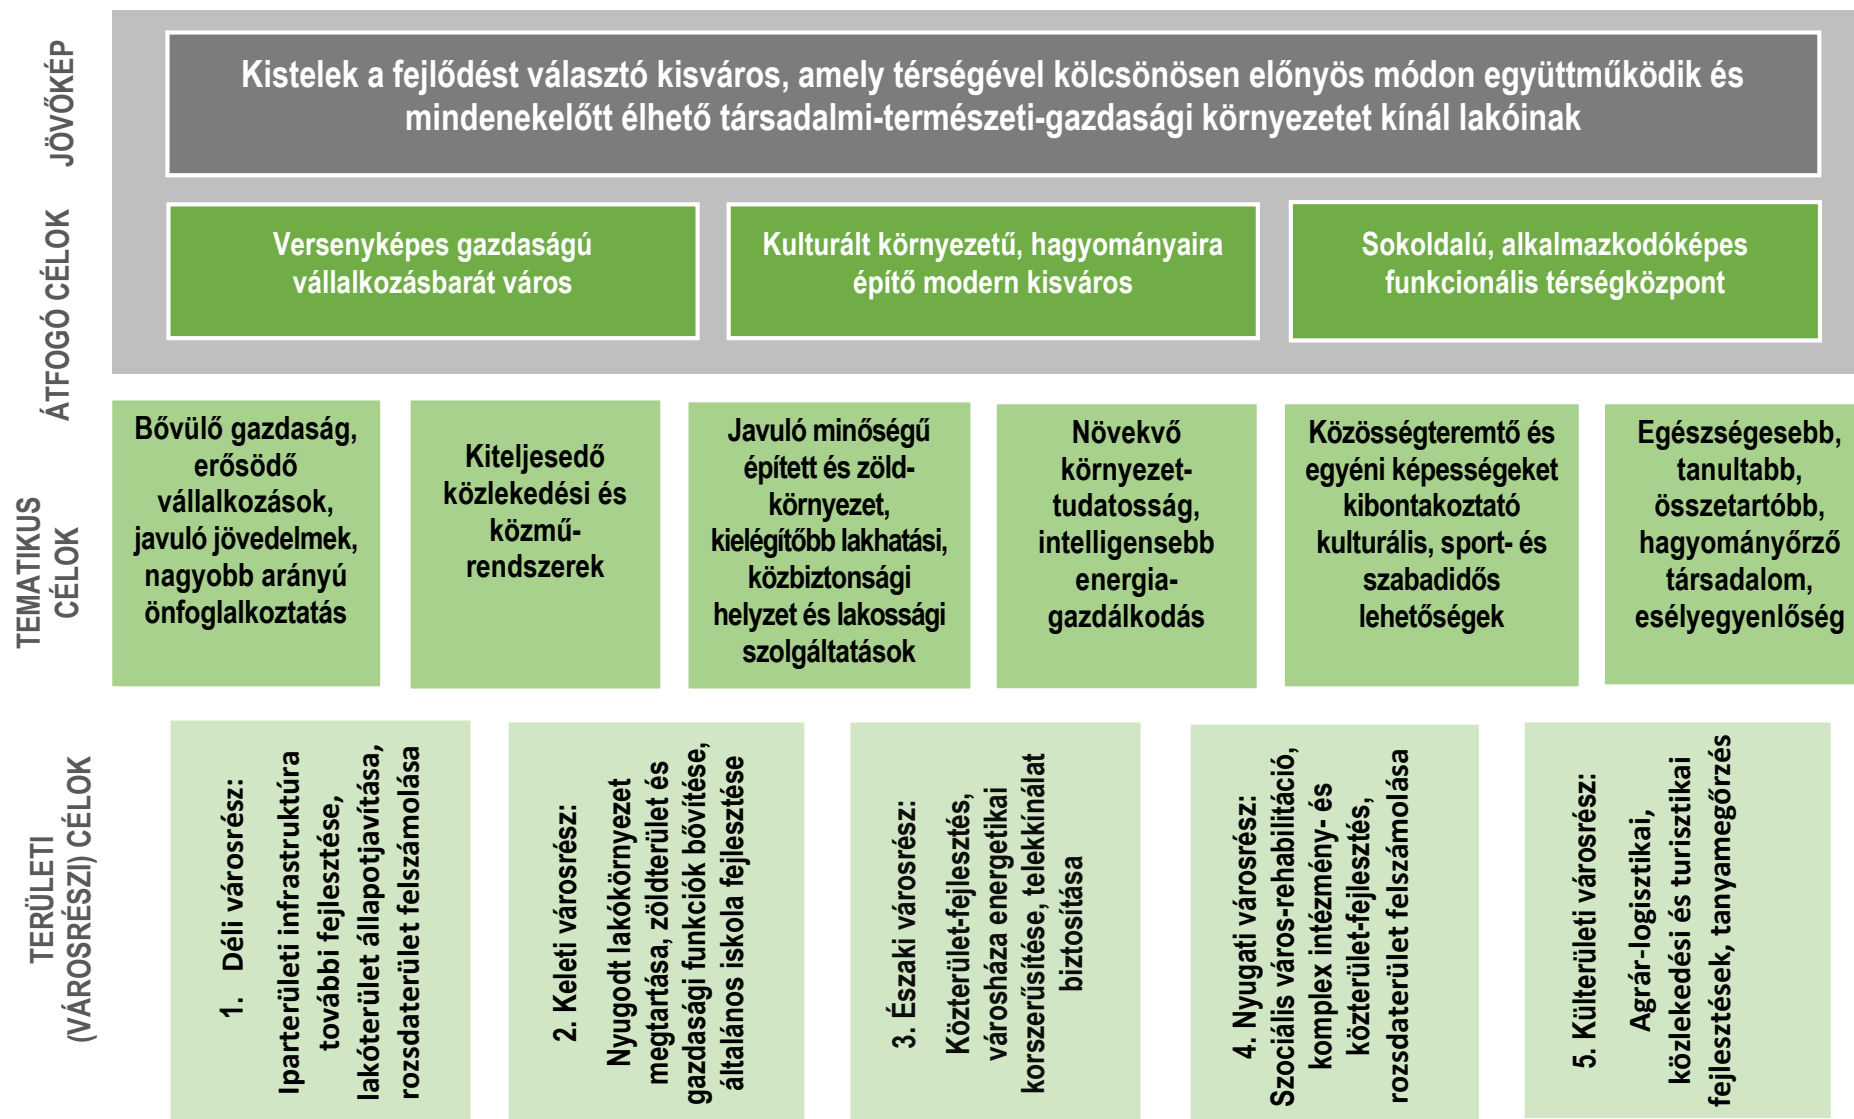 JÖVŐKÉP
Kistelek a fejlődést választó kisváros, amely térségével kölcsönösen előnyös módon együttműködik és
mindenekelőtt élhető társadalmi-természeti-gazdasági környezetet kínál lakóinak
ÁTFOGÓ CÉLOK
Versenyképes gazdaságú
vállalkozásbarát város
Kulturált környezetű, hagyományaira
építő modern kisváros
Sokoldalú, alkalmazkodóképes
funkcionális térségközpont
TEMATIKUS
CÉLOK
Bővülő gazdaság,
erősödő
vállalkozások,
javuló jövedelmek,
nagyobb arányú
önfoglalkoztatás
Kiteljesedő
közlekedési és
közmű-
rendszerek
Javuló minőségű
épített és zöld-
környezet,
kielégítőbb lakhatási,
közbiztonsági
helyzet és lakossági
szolgáltatások
Növekvő
környezet-
tudatosság,
intelligensebb
energia-
gazdálkodás
Közösségteremtő és
egyéni képességeket
kibontakoztató
kulturális, sport- és
szabadidős
lehetőségek
Egészségesebb,
tanultabb,
összetartóbb,
hagyományőrző
társadalom,
esélyegyenlőség
TERÜLETI
(VÁROSRÉSZI) CÉLOK
1. Déli városrész:
Iparterületi infrastruktúra
további fejlesztése,
lakóterület állapotjavítása,
rozsdaterület felszámolása
2. Keleti városrész:
Nyugodt lakókörnyezet
megtartása, zöldterület és
gazdasági funkciók bővítése,
általános iskola fejlesztése
3. Északi városrész:
Közterület-fejlesztés,
városháza energetikai
korszerűsítése, telekkínálat
biztosítása
4. Nyugati városrész:
Szociális város-rehabilitáció,
komplex intézmény- és
közterület-fejlesztés,
rozsdaterület felszámolása
5. Külterületi városrész:
Agrár-logisztikai,
közlekedési és turisztikai
fejlesztések, tanyamegőrzés